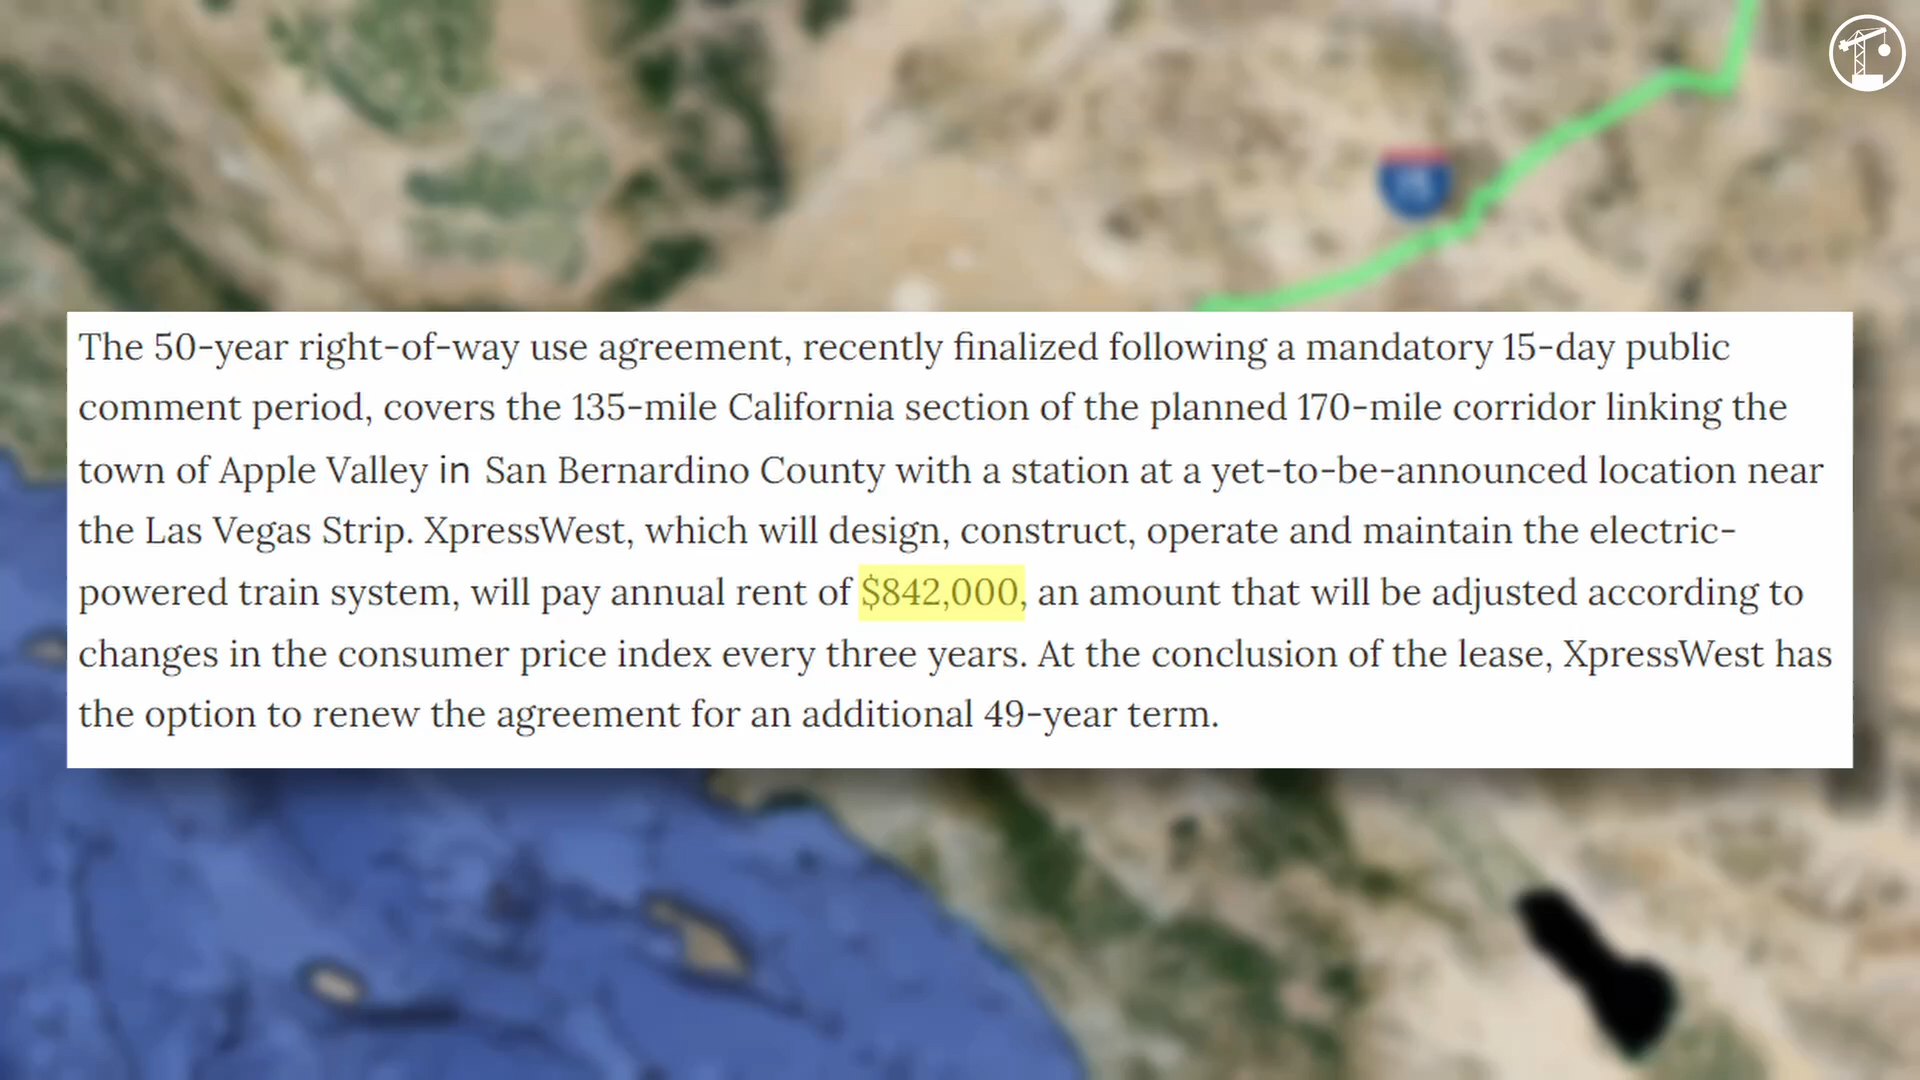 The 50-year right-of-way use agreement, recently finalized following a mandatory 15-day public
comment period, covers the 135-mile California section of the planned 170-mile corridor linking the
town of Apple Valley in San Bernardino County with a station at a yet-to-be-announced location near
the Las Vegas Strip. XpressWest, which will design, construct, operate and maintain the electric-
powered train system, will pay annual rent of $842,000, an amount that will be adjusted according to
changes in the consumer price index every three years. At the conclusion of the lease, XpressWest has
the option to renew the agreement for an additional 49-year term.